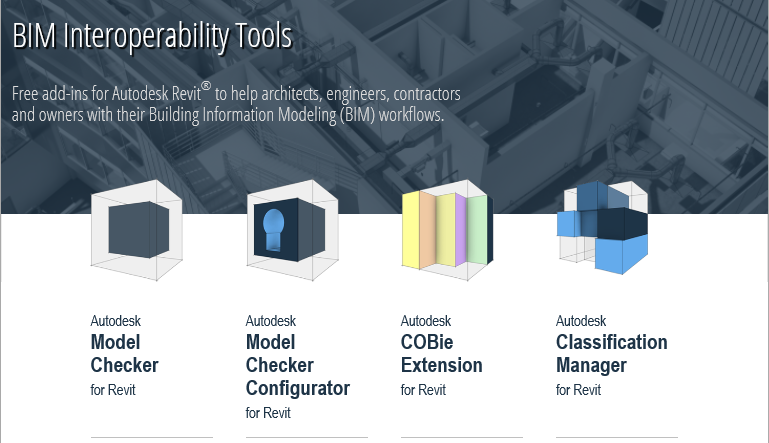 BIM Interoperability Tools
Free add-ins for Autodesk Revit® to help architects, engineers, contractors
and owners with their Building Information Modeling (BIM) workflows.
Autodesk
Model
Checker
for Revit
Autodesk
Model
Checker
Configurator
for Revit
Autodesk
COBie
Extension
for Revit
Autodesk
Classification
Manager
for Revit